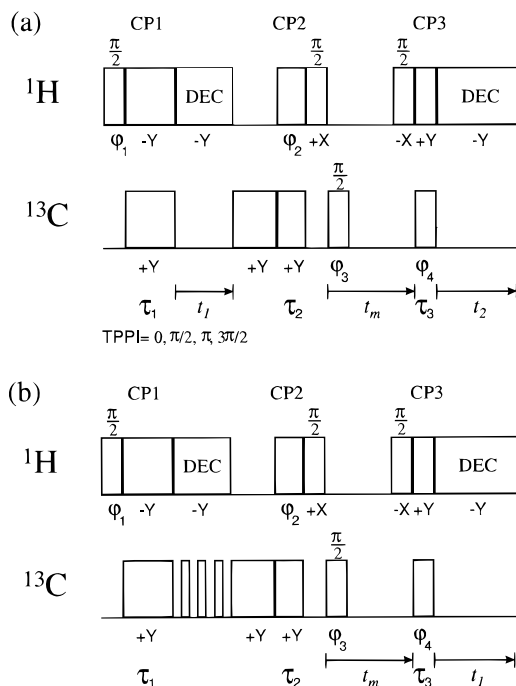 (a)
CP1 CP2 CP3
π/2 π/2 π/2
¹H DEC DEC
φ₁ -Y -Y φ₂ +X -X +Y -Y
π/2
¹³C
+Y +Y +Y φ₃ φ₄
τ₁ t₁ τ₂ tₘ τ₃ t₂
TPPI= 0, π/2, π, 3π/2
(b)
CP1 CP2 CP3
π/2 π/2 π/2
¹H DEC DEC
φ₁ -Y -Y φ₂ +X -X +Y -Y
π/2
¹³C
+Y +Y +Y φ₃ φ₄
τ₁ τ₂ tₘ τ₃ t₁